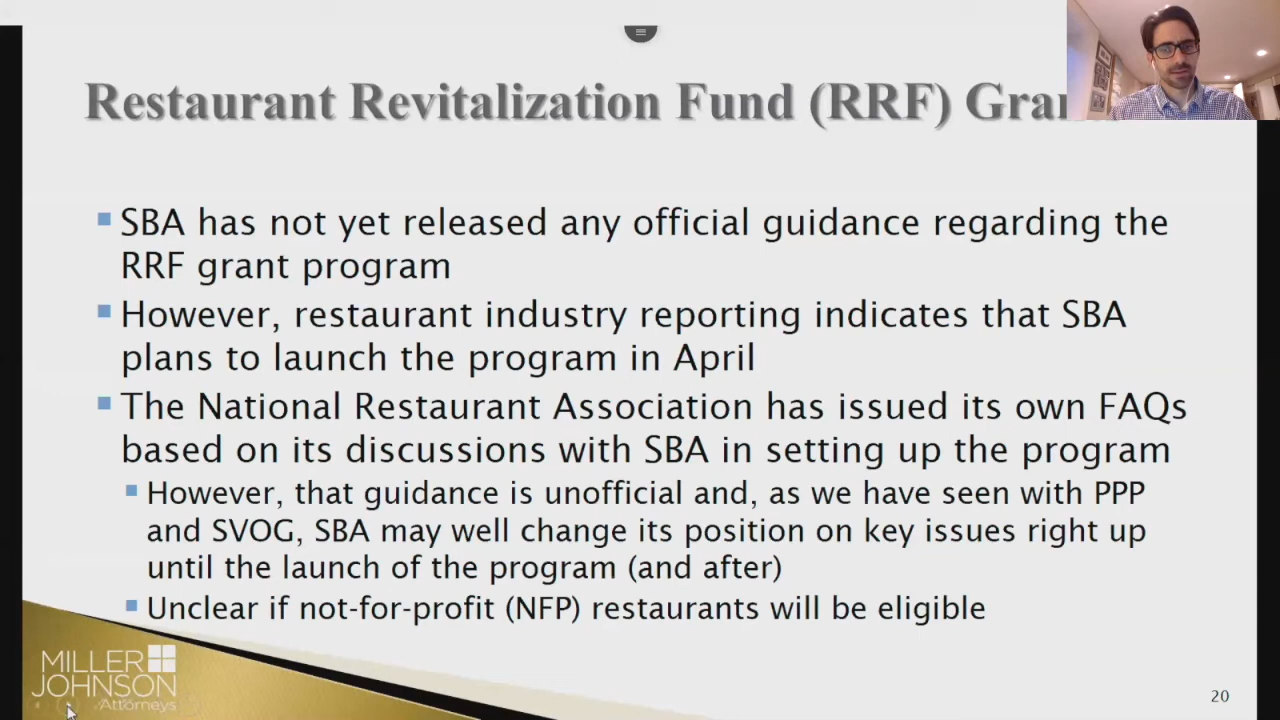 Restaurant Revitalization Fund (RRF)
SBA has not yet released any official guidance regarding the
RRF grant program
However, restaurant industry reporting indicates that SBA
plans to launch the program in April
The National Restaurant Association has issued its own FAQs
based on its discussions with SBA in setting up the program
However, that guidance is unofficial and, as we have seen with PPP
and SVOG, SBA may well change its position on key issues right up
until the launch of the program (and after)
Unclear if not-for-profit (NFP) restaurants will be eligible
MILLER
JOHNSON
Attorneys
20